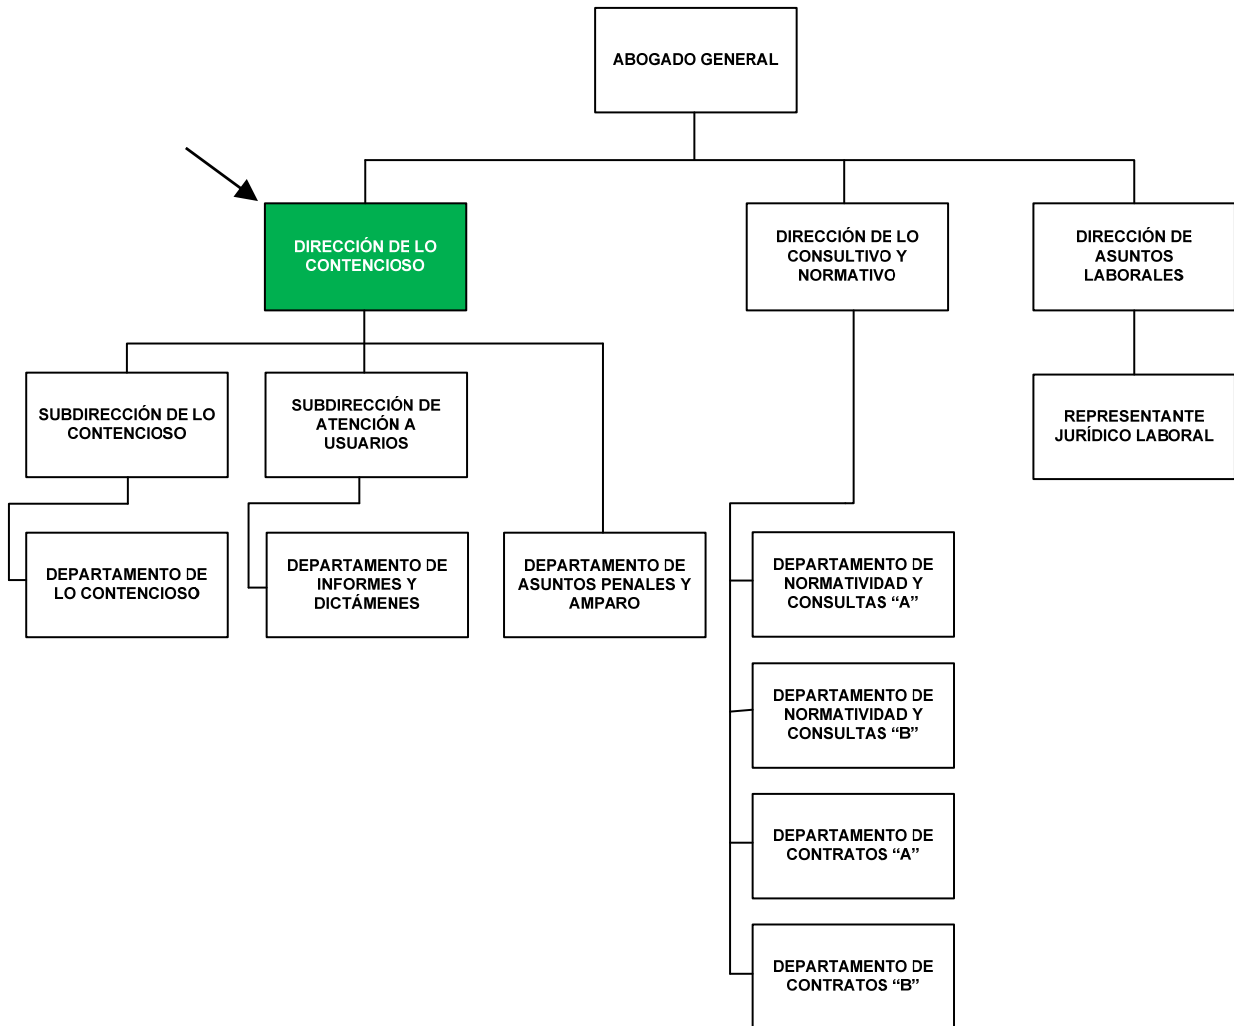 ABOGADO GENERAL
DIRECCIÓN DE LO
CONTENCIOSO
DIRECCIÓN DE LO
CONSULTIVO Y
NORMATIVO
DIRECCIÓN DE
ASUNTOS
LABORALES
SUBDIRECCIÓN DE LO
CONTENCIOSO
SUBDIRECCIÓN DE
ATENCIÓN A
USUARIOS
REPRESENTANTE
JURÍDICO LABORAL
DEPARTAMENTO DE
LO CONTENCIOSO
DEPARTAMENTO DE
INFORMES Y
DICTÁMENES
DEPARTAMENTO DE
ASUNTOS PENALES Y
AMPARO
DEPARTAMENTO DE
NORMATIVIDAD Y
CONSULTAS “A”
DEPARTAMENTO DE
NORMATIVIDAD Y
CONSULTAS “B”
DEPARTAMENTO DE
CONTRATOS “A”
DEPARTAMENTO DE
CONTRATOS “B”